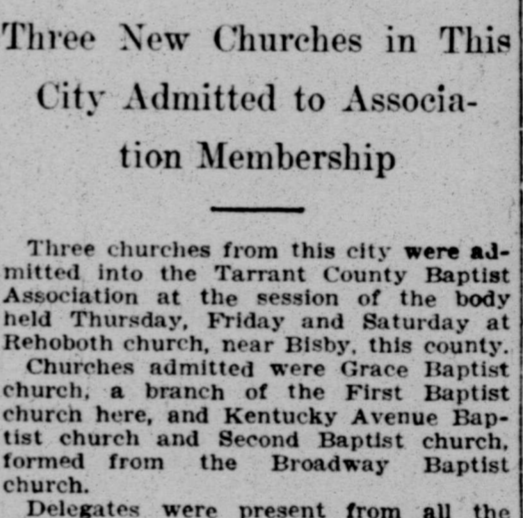 Three New Churches in This
City Admitted to Associa-
tion Membership
Three churches from this city were ad-
mitted into the Tarrant County Baptist
Association at the session of the body
held Thursday, Friday and Saturday at
Rehoboth church, near Bisby, this county.
Churches admitted were Grace Baptist
church, a branch of the First Baptist
church here, and Kentucky Avenue Bap-
tist church and Second Baptist church,
formed from the Broadway Baptist
church.
Delegates were present from all the